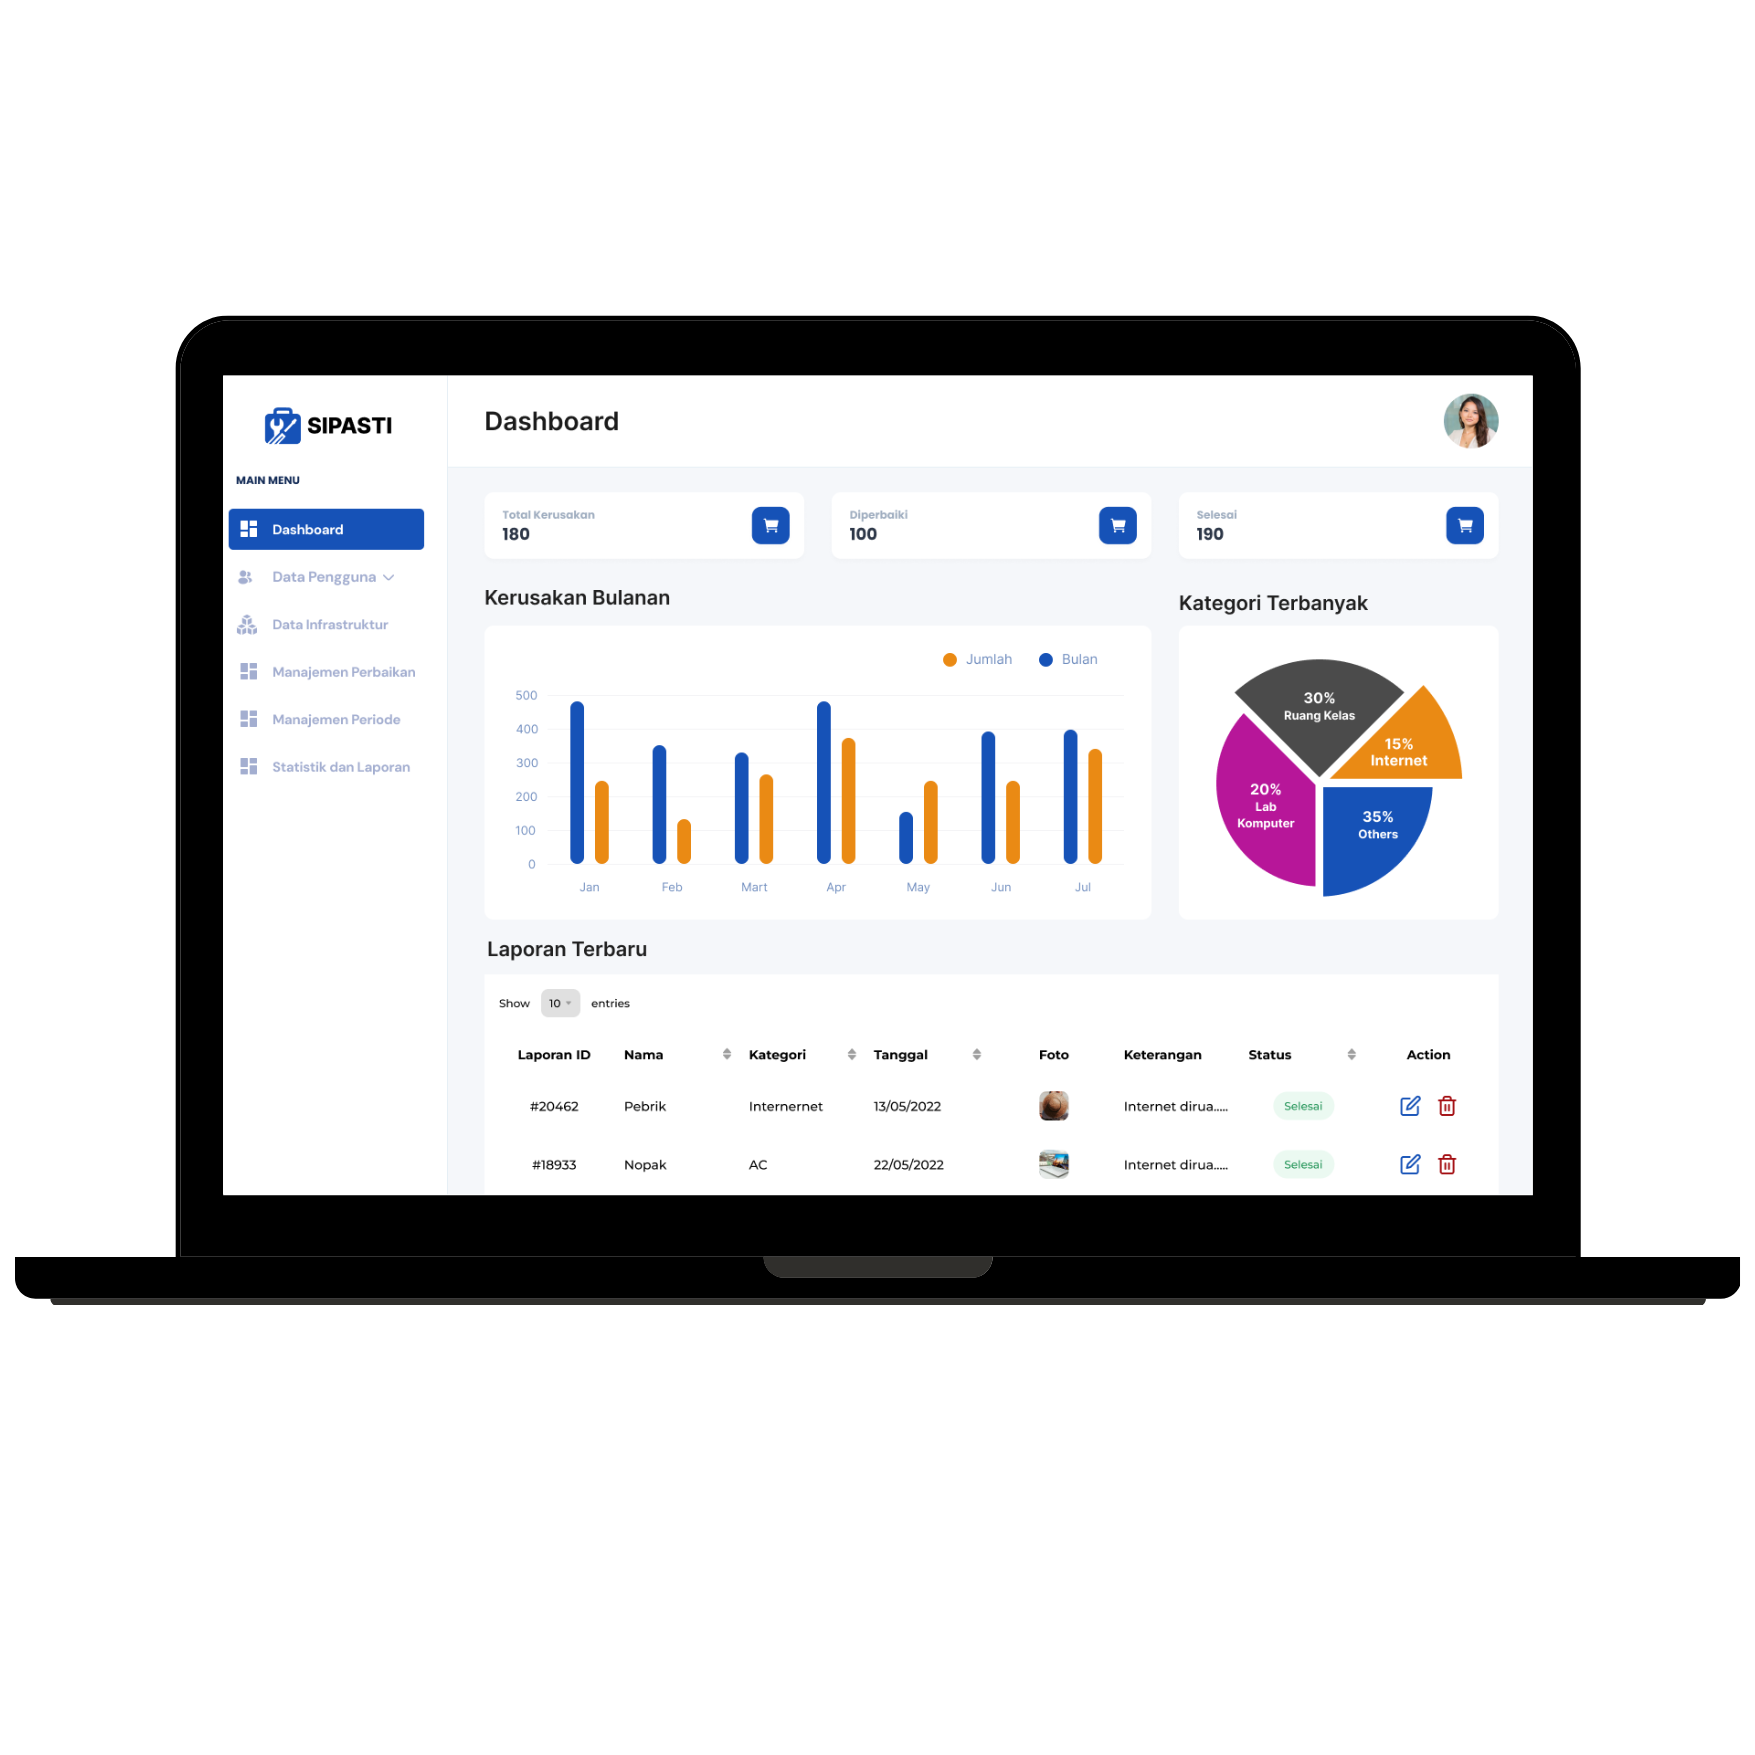 SIPASTI
MAIN MENU
Dashboard
Data Pengguna
Data Infrastruktur
Manajemen Perbaikan
Manajemen Periode
Statistik dan Laporan
Dashboard
Total Kerusakan
180
Diperbaiki
100
Selesai
190
Kerusakan Bulanan
Jumlah Bulan
500
400
300
200
100
0
Jan Feb Mart Apr May Jun Jul
Kategori Terbanyak
30%
Ruang Kelas
15%
Internet
20%
Lab
Komputer
35%
Others
Laporan Terbaru
Show 10 entries
Laporan ID Nama Kategori Tanggal Foto Keterangan Status Action
#20462 Pebrik Internernet 13/05/2022 Internet dirua..... Selesai
#18933 Nopak AC 22/05/2022 Internet dirua..... Selesai